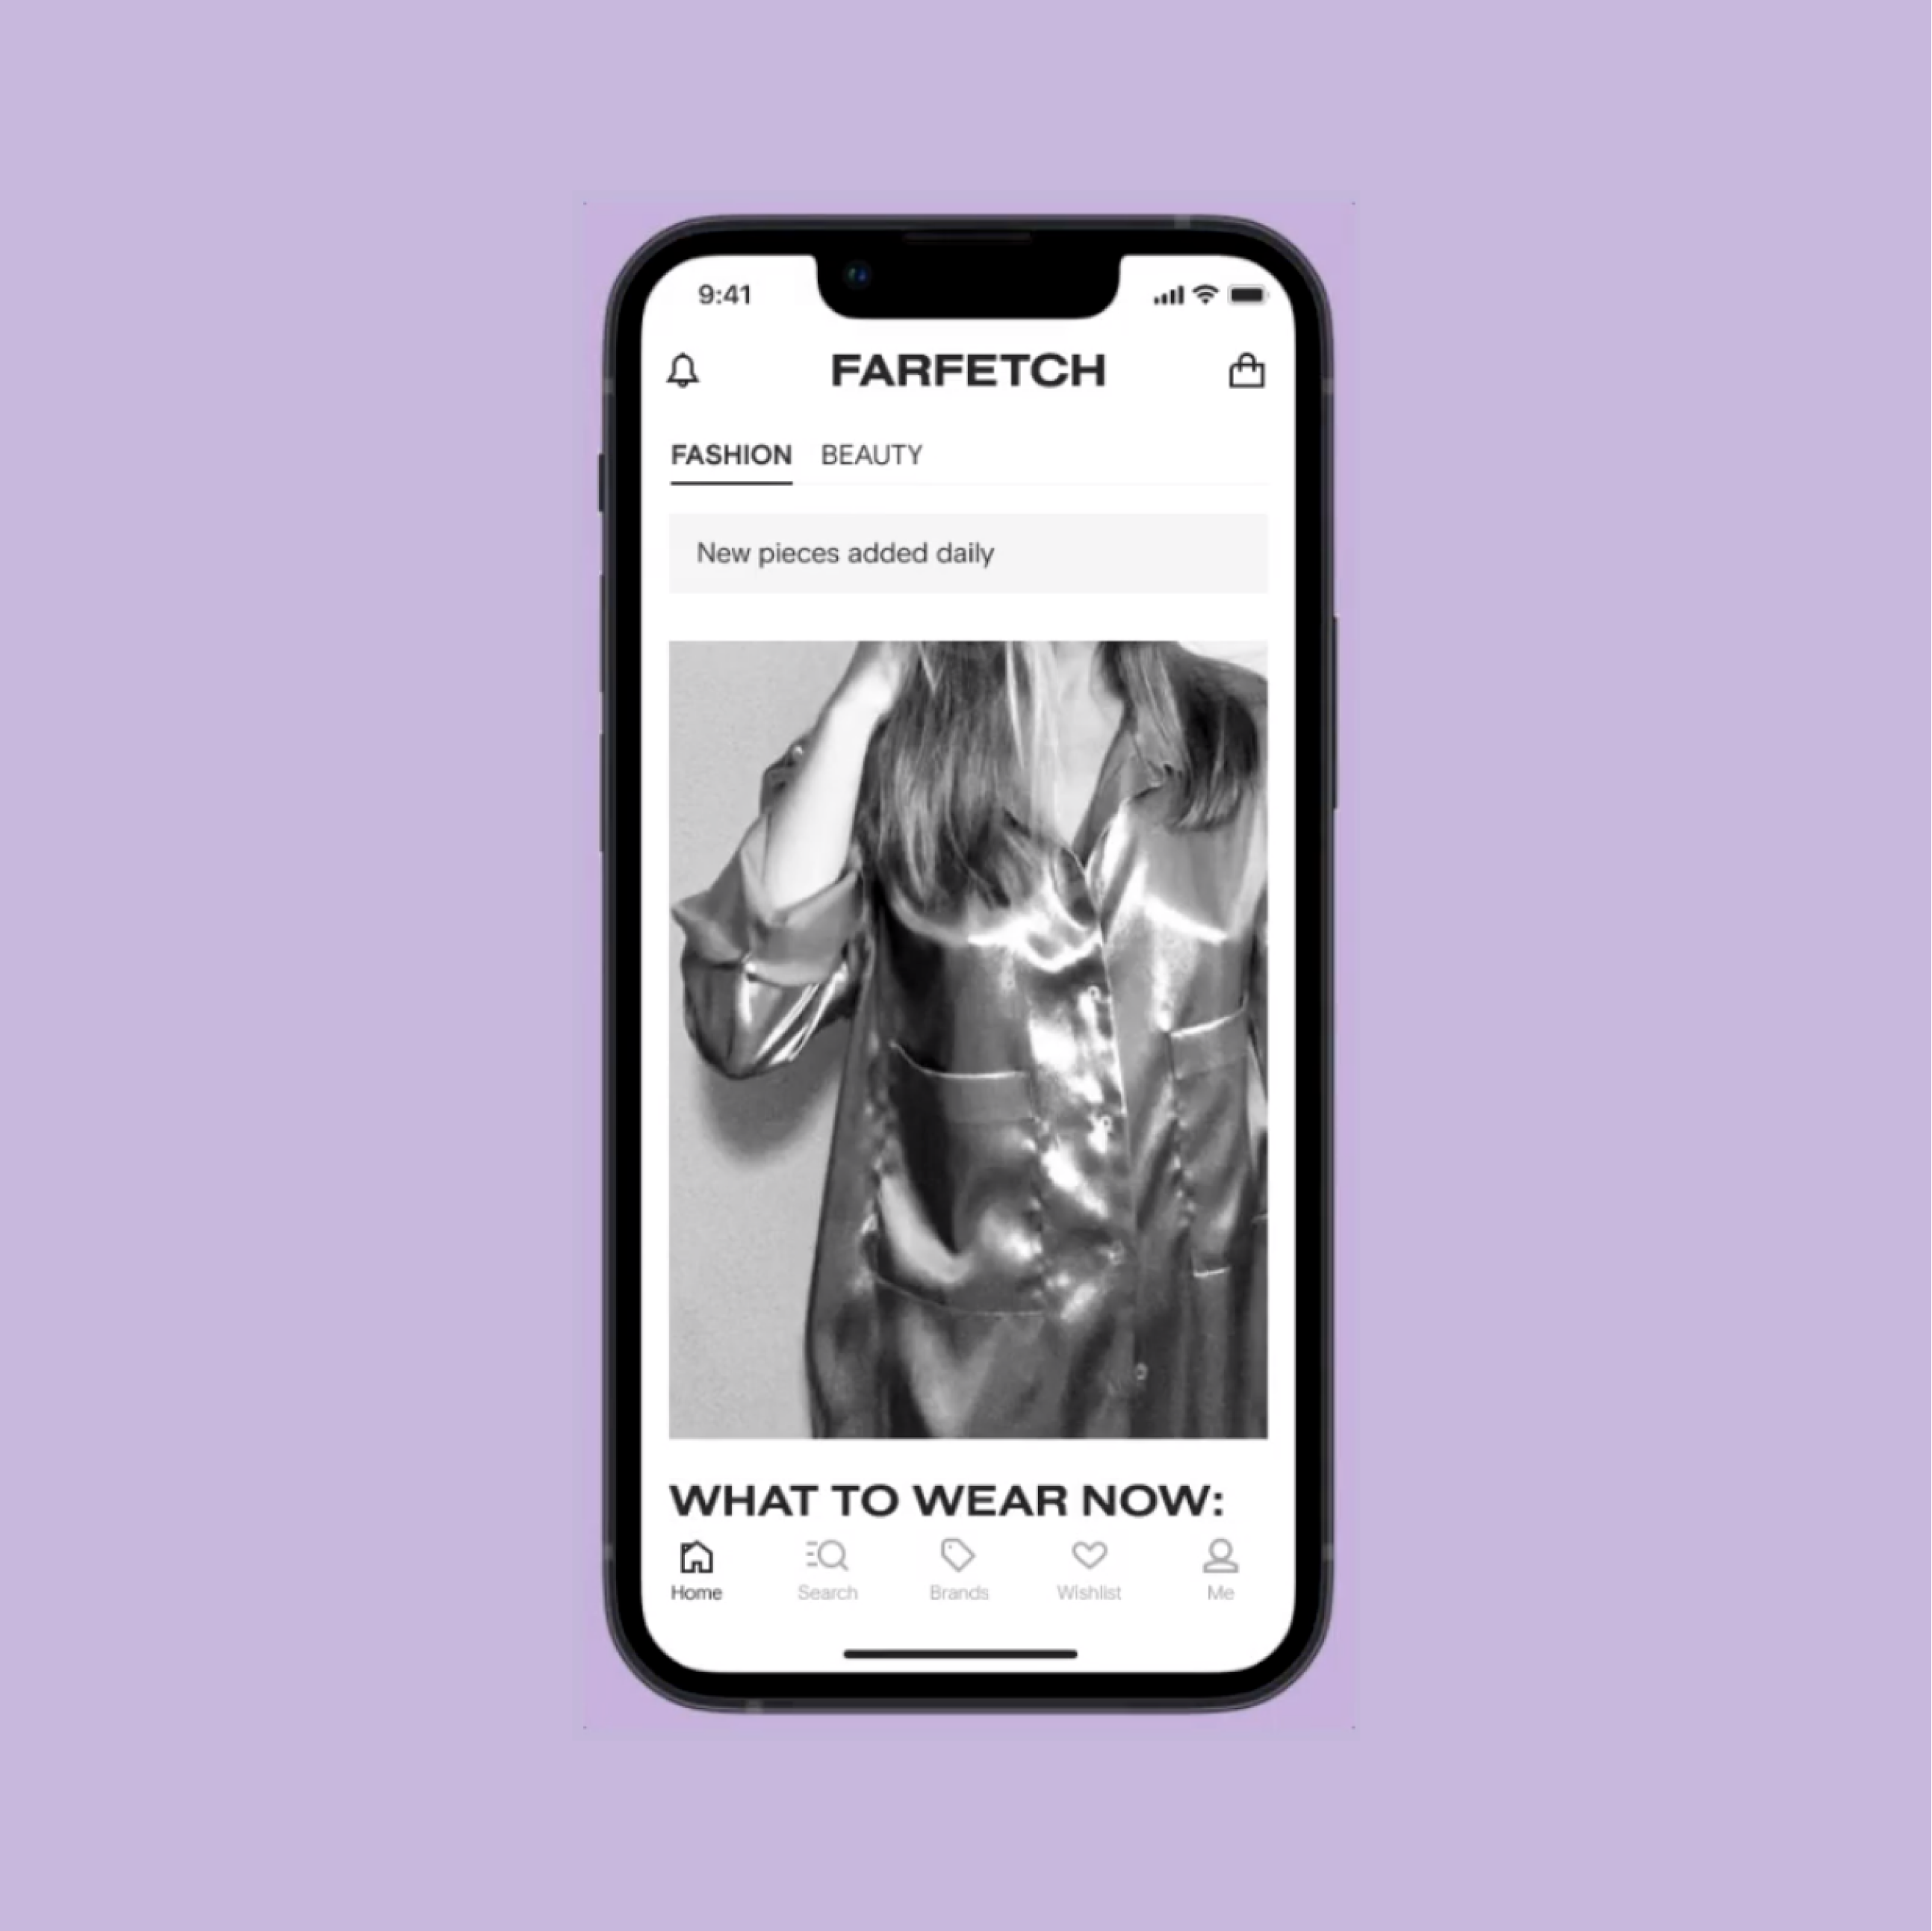 9:41
FARFETCH
FASHION BEAUTY
New pieces added daily
WHAT TO WEAR NOW:
Home Search Brands Wishlist Me